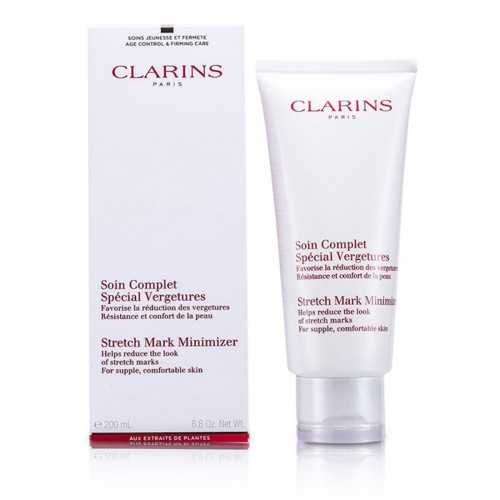 SOINS JEUNESSE ET FERMETE
AGE CONTROL & FIRMING CARE
CLARINS
PARIS
Soin Complet
Spécial Vergetures
Favorise la réduction des vergetures
Résistance et confort de la peau
Stretch Mark Minimizer
Helps reduce the look
of stretch marks
For supple, comfortable skin
e 200 mL 6.8 Oz. Net Wt.
AUX EXTRAITS DE PLANTES
CLARINS
PARIS
Soin Complet
Spécial Vergetures
Favorise la réduction des vergetures
Résistance et confort de la peau
Stretch Mark Minimizer
Helps reduce the look
of stretch marks
For supple, comfortable skin